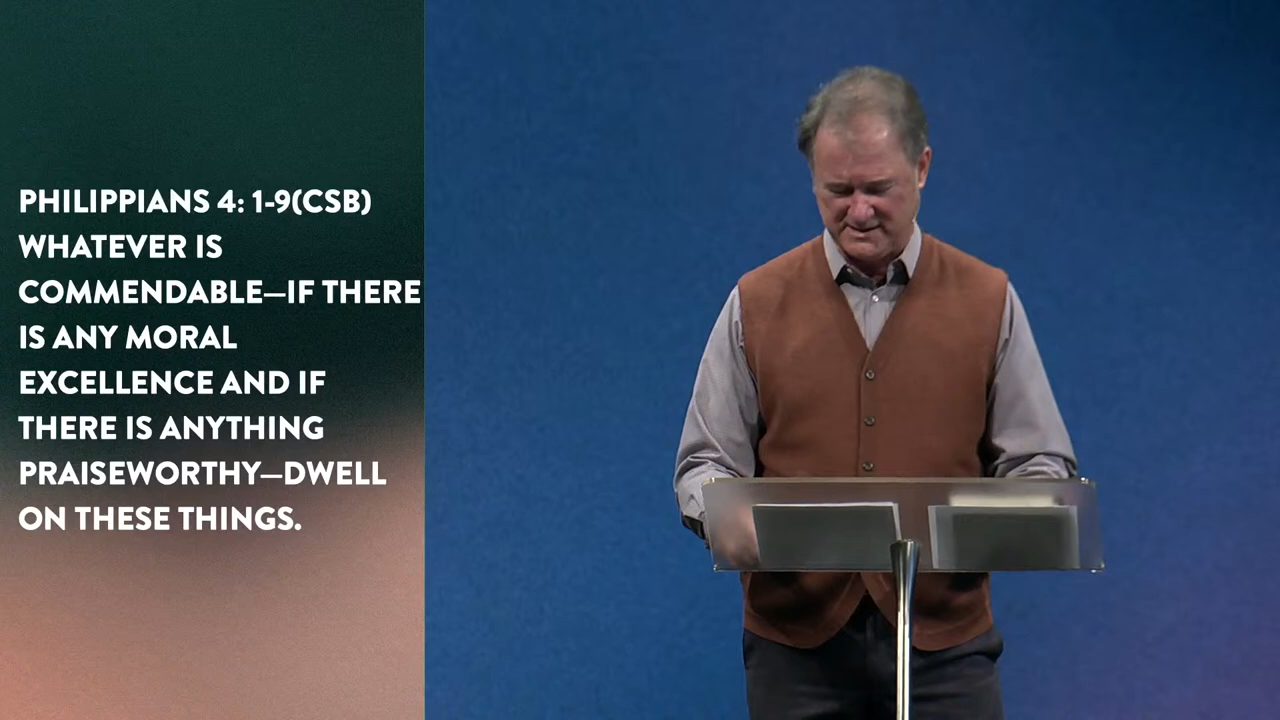 PHILIPPIANS 4: 1-9(CSB)
WHATEVER IS
COMMENDABLE—IF THERE
IS ANY MORAL
EXCELLENCE AND IF
THERE IS ANYTHING
PRAISEWORTHY—DWELL
ON THESE THINGS.